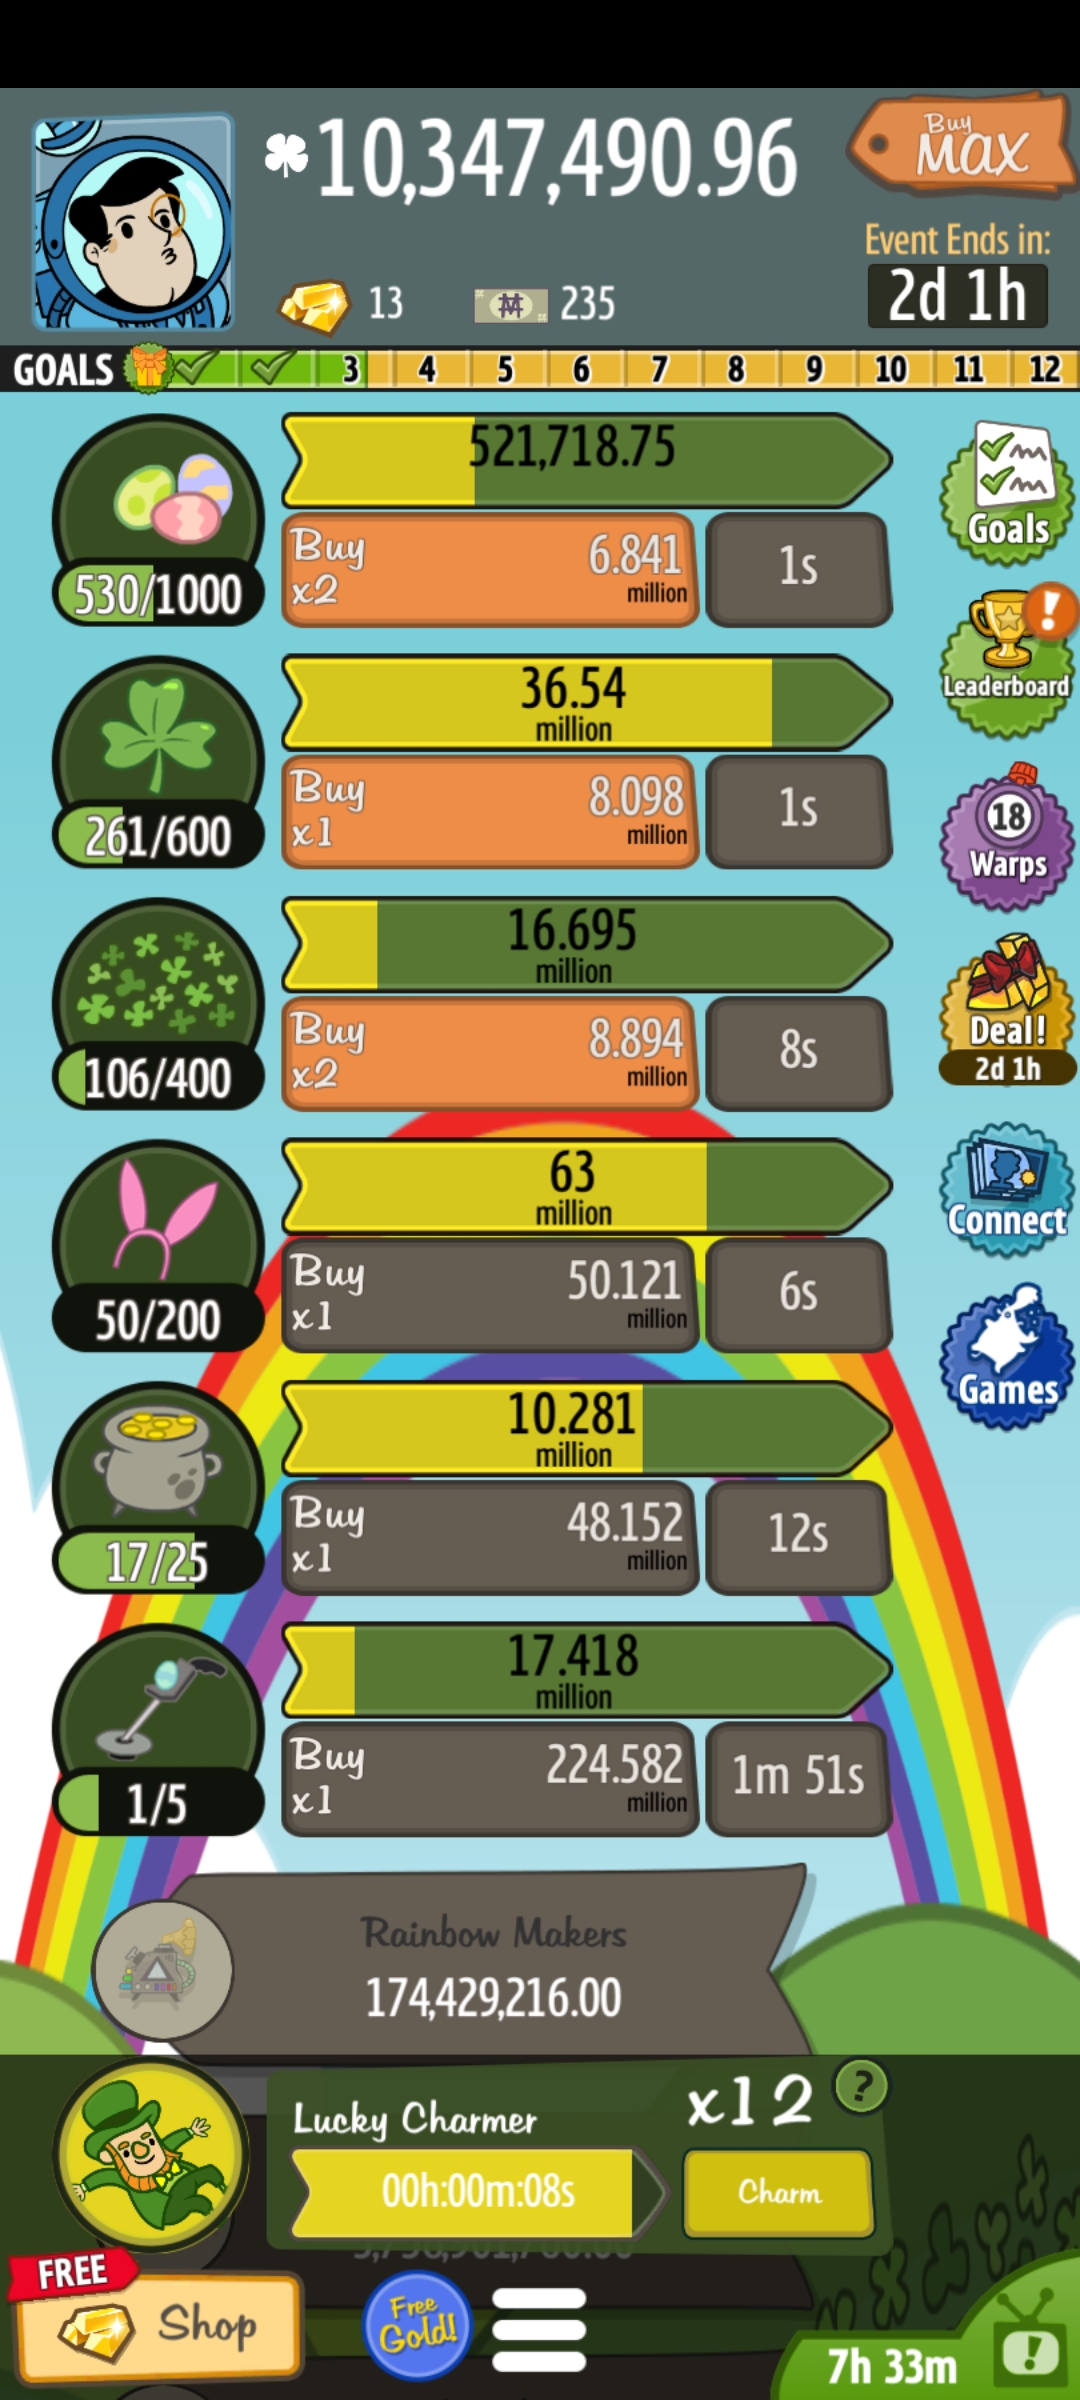 10,347,490.96
Buy
MAX
Event Ends in:
2d 1h
13
235
GOALS
3 4 5 6 7 8 9 10 11 12
521,718.75
Buy
x2
6.841
million
1s
530/1000
Goals
36.54
million
Buy
x1
8.098
million
1s
261/600
!
Leaderboard
18
Warps
16.695
million
Buy
x2
8.894
million
8s
106/400
Deal!
2d 1h
63
million
Buy
x1
50.121
million
6s
50/200
Connect
10.281
million
Buy
x1
48.152
million
12s
17/25
Games
17.418
million
Buy
x1
224.582
million
1m 51s
1/5
Rainbow Makers
174,429,216.00
Lucky Charmer
x12
?
00h:00m:08s
Charm
FREE
Shop
Free
Gold!
7h 33m
!